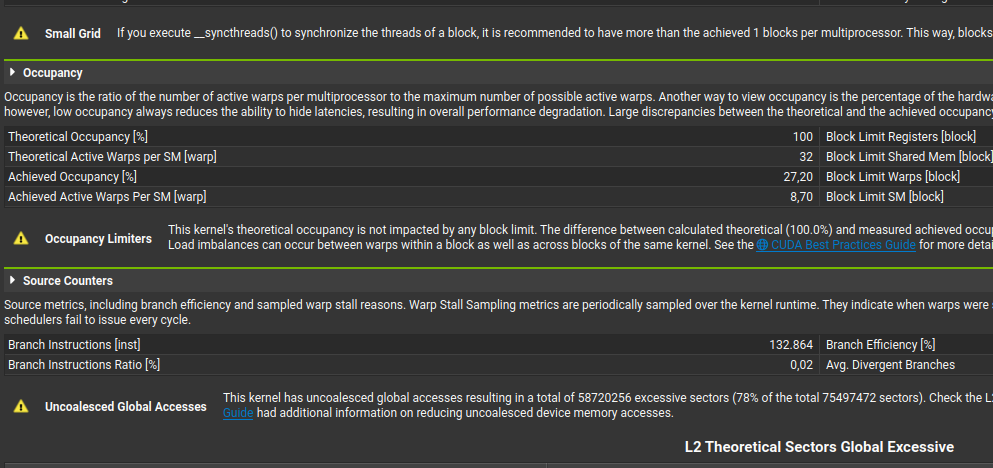 Small Grid If you execute __syncthreads() to synchronize the threads of a block, it is recommended to have more than the achieved 1 blocks per multiprocessor. This way, blocks
Occupancy
Occupancy is the ratio of the number of active warps per multiprocessor to the maximum number of possible active warps. Another way to view occupancy is the percentage of the hardwa
however, low occupancy always reduces the ability to hide latencies, resulting in overall performance degradation. Large discrepancies between the theoretical and the achieved occupancy
Theoretical Occupancy [%] 100 Block Limit Registers [block]
Theoretical Active Warps per SM [warp] 32 Block Limit Shared Mem [block]
Achieved Occupancy [%] 27,20 Block Limit Warps [block]
Achieved Active Warps Per SM [warp] 8,70 Block Limit SM [block]
This kernel's theoretical occupancy is not impacted by any block limit. The difference between calculated theoretical (100.0%) and measured achieved occu
Occupancy Limiters
Load imbalances can occur between warps within a block as well as across blocks of the same kernel. See the CUDA Best Practices Guide for more detai
Source Counters
Source metrics, including branch efficiency and sampled warp stall reasons. Warp Stall Sampling metrics are periodically sampled over the kernel runtime. They indicate when warps were
schedulers fail to issue every cycle.
Branch Instructions [inst] 132.864 Branch Efficiency [%]
Branch Instructions Ratio [%] 0,02 Avg. Divergent Branches
This kernel has uncoalesced global accesses resulting in a total of 58720256 excessive sectors (78% of the total 75497472 sectors). Check the L2
Uncoalesced Global Accesses
Guide had additional information on reducing uncoalesced device memory accesses.
L2 Theoretical Sectors Global Excessive